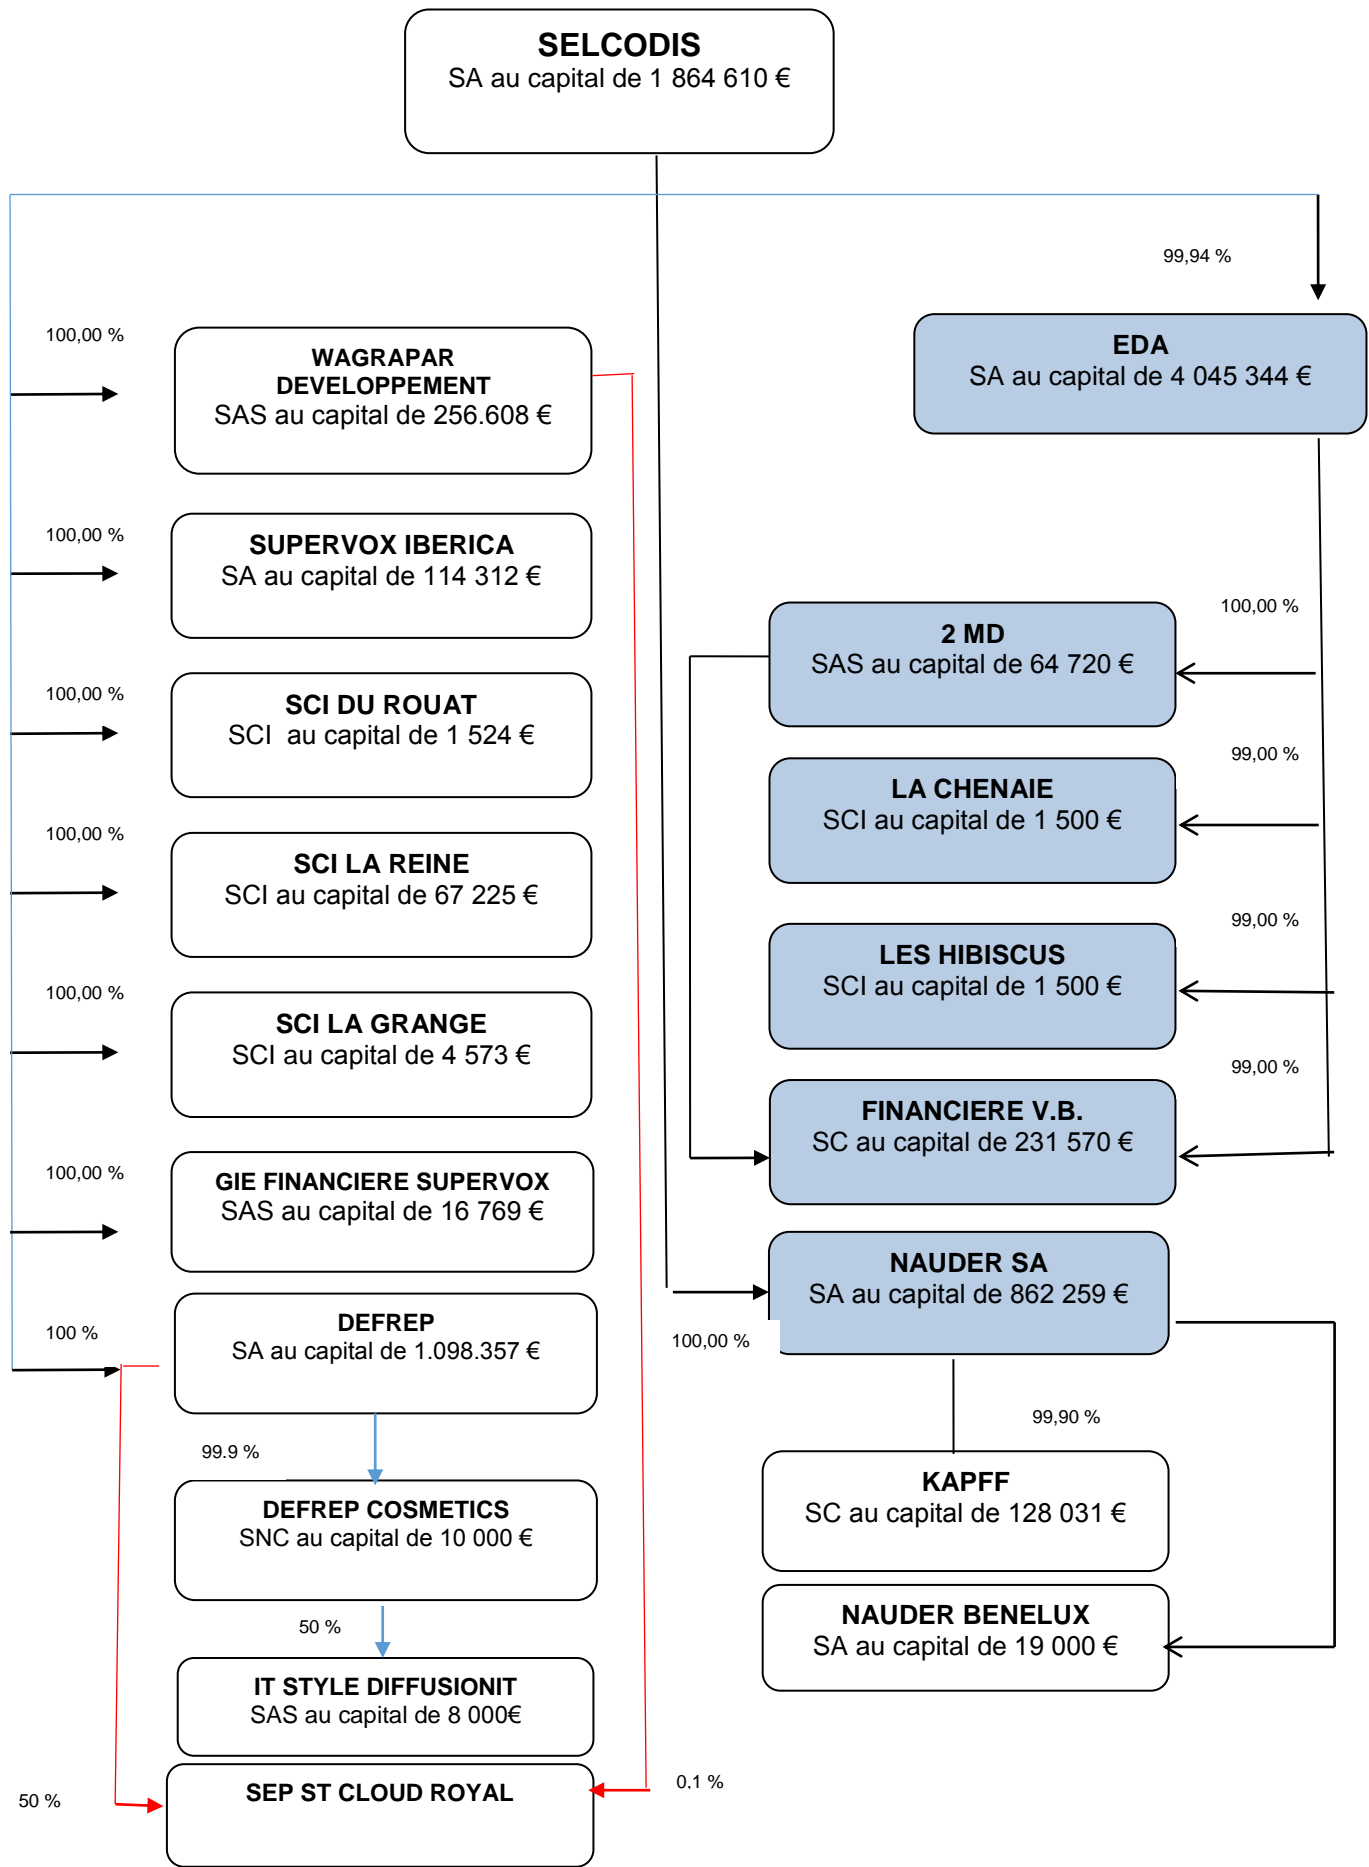 SELCODIS
SA au capital de 1 864 610 €
99,94 %
EDA
SA au capital de 4 045 344 €
100,00 %
WAGRAPAR
DEVELOPPEMENT
SAS au capital de 256.608 €
100,00 %
SUPERVOX IBERICA
SA au capital de 114 312 €
100,00 %
SCI DU ROUAT
SCI  au capital de 1 524 €
100,00 %
SCI LA REINE
SCI au capital de 67 225 €
100,00 %
SCI LA GRANGE
SCI au capital de 4 573 €
100,00 %
GIE FINANCIERE SUPERVOX
SAS au capital de 16 769 €
100 %
DEFREP
SA au capital de 1.098.357 €
99.9 %
DEFREP COSMETICS
SNC au capital de 10 000 €
50 %
IT STYLE DIFFUSIONIT
SAS au capital de 8 000€
50 %
SEP ST CLOUD ROYAL
0.1 %
100,00 %
2 MD
SAS au capital de 64 720 €
99,00 %
LA CHENAIE
SCI au capital de 1 500 €
99,00 %
LES HIBISCUS
SCI au capital de 1 500 €
99,00 %
FINANCIERE V.B.
SC au capital de 231 570 €
NAUDER SA
SA au capital de 862 259 €
100,00 %
99,90 %
KAPFF
SC au capital de 128 031 €
NAUDER BENELUX
SA au capital de 19 000 €